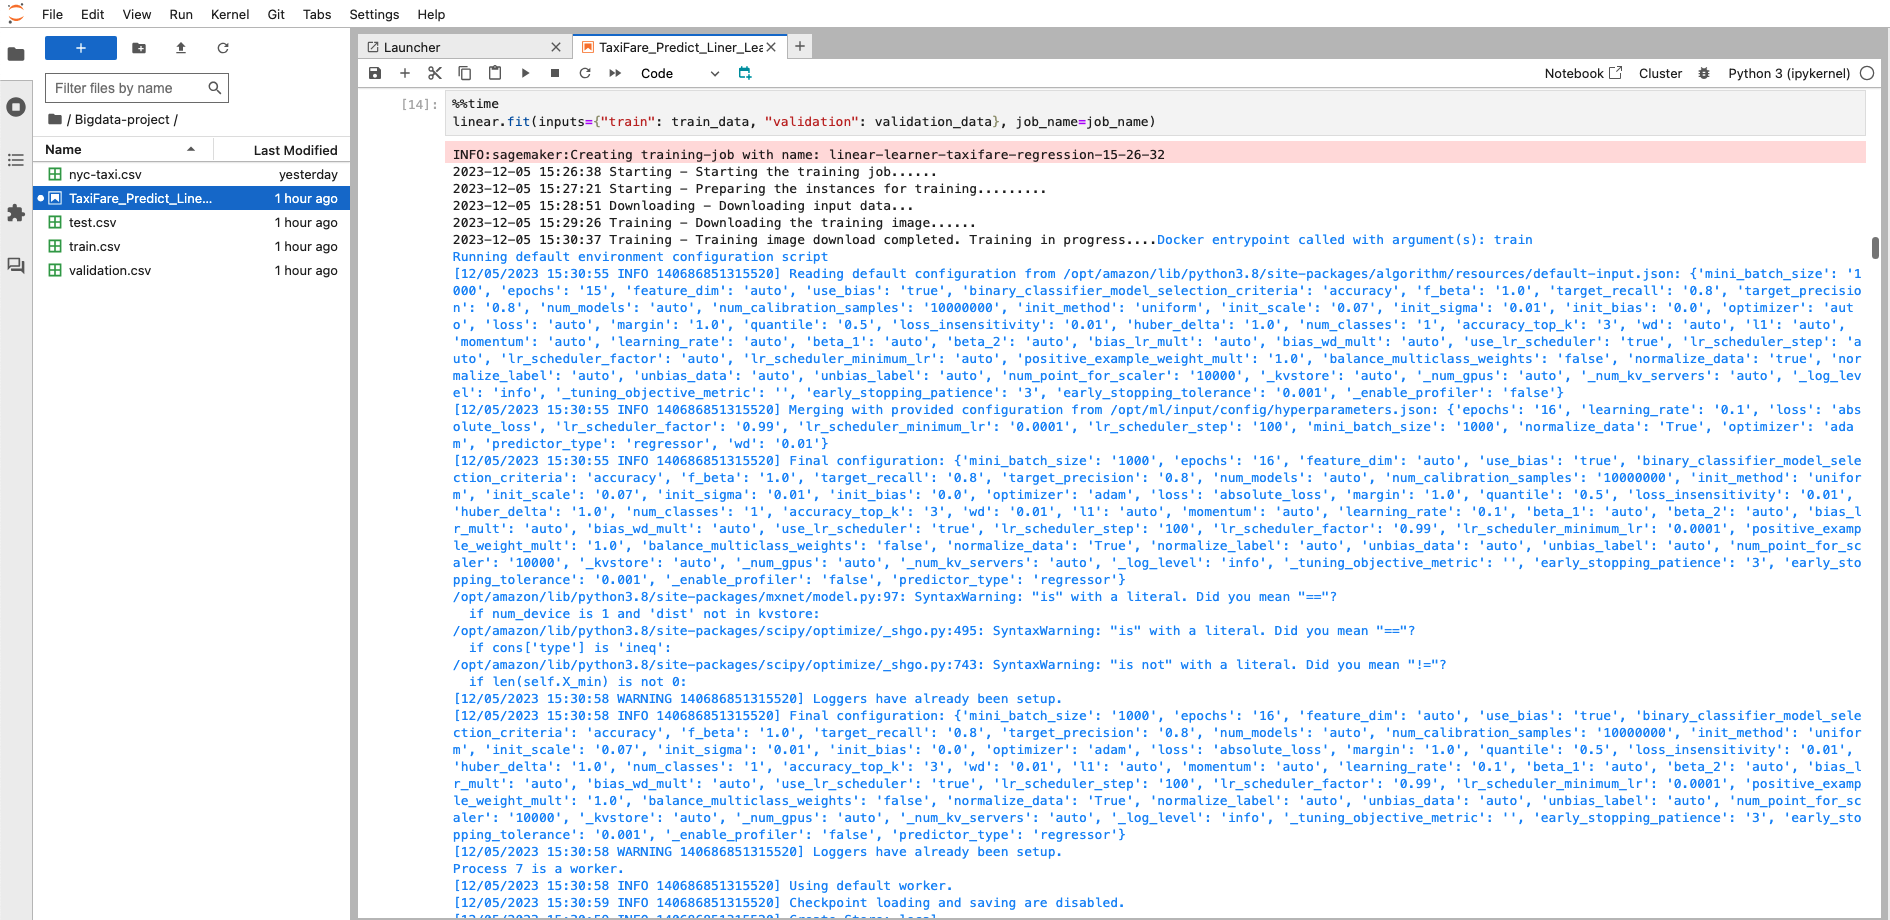 File Edit View Run Kernel Git Tabs Settings Help
Filter files by name
/ Bigdata-project /
Name Last Modified
nyc-taxi.csv yesterday
TaxiFare_Predict_Line... 1 hour ago
test.csv 1 hour ago
train.csv 1 hour ago
validation.csv 1 hour ago
Launcher TaxiFare_Predict_Liner_Lea
Code Notebook Cluster Python 3 (ipykernel)
[14]: %%time
linear.fit(inputs={"train": train_data, "validation": validation_data}, job_name=job_name)
INFO:sagemaker:Creating training-job with name: linear-learner-taxifare-regression-15-26-32
2023-12-05 15:26:38 Starting - Starting the training job......
2023-12-05 15:27:21 Starting - Preparing the instances for training.........
2023-12-05 15:28:51 Downloading - Downloading input data...
2023-12-05 15:29:26 Training - Downloading the training image......
2023-12-05 15:30:37 Training - Training image download completed. Training in progress....Docker entrypoint called with argument(s): train
Running default environment configuration script
[12/05/2023 15:30:55 INFO 140686851315520] Reading default configuration from /opt/amazon/lib/python3.8/site-packages/algorithm/resources/default-input.json: {'mini_batch_size': '1
000', 'epochs': '15', 'feature_dim': 'auto', 'use_bias': 'true', 'binary_classifier_model_selection_criteria': 'accuracy', 'f_beta': '1.0', 'target_recall': '0.8', 'target_precisio
n': '0.8', 'num_models': 'auto', 'num_calibration_samples': '10000000', 'init_method': 'uniform', 'init_scale': '0.07', 'init_sigma': '0.01', 'init_bias': '0.0', 'optimizer': 'aut
o', 'loss': 'auto', 'margin': '1.0', 'quantile': '0.5', 'loss_insensitivity': '0.01', 'huber_delta': '1.0', 'num_classes': '1', 'accuracy_top_k': '3', 'wd': 'auto', 'l1': 'auto',
'momentum': 'auto', 'learning_rate': 'auto', 'beta_1': 'auto', 'beta_2': 'auto', 'bias_lr_mult': 'auto', 'bias_wd_mult': 'auto', 'use_lr_scheduler': 'true', 'lr_scheduler_step': 'a
uto', 'lr_scheduler_factor': 'auto', 'lr_scheduler_minimum_lr': 'auto', 'positive_example_weight_mult': '1.0', 'balance_multiclass_weights': 'false', 'normalize_data': 'true', 'nor
malize_label': 'auto', 'unbias_data': 'auto', 'unbias_label': 'auto', 'num_point_for_scaler': '10000', '_kvstore': 'auto', '_num_gpus': 'auto', '_num_kv_servers': 'auto', '_log_lev
el': 'info', '_tuning_objective_metric': '', 'early_stopping_patience': '3', 'early_stopping_tolerance': '0.001', '_enable_profiler': 'false'}
[12/05/2023 15:30:55 INFO 140686851315520] Merging with provided configuration from /opt/ml/input/config/hyperparameters.json: {'epochs': '16', 'learning_rate': '0.1', 'loss': 'abs
olute_loss', 'lr_scheduler_factor': '0.99', 'lr_scheduler_minimum_lr': '0.0001', 'lr_scheduler_step': '100', 'mini_batch_size': '1000', 'normalize_data': 'True', 'optimizer': 'ada
m', 'predictor_type': 'regressor', 'wd': '0.01'}
[12/05/2023 15:30:55 INFO 140686851315520] Final configuration: {'mini_batch_size': '1000', 'epochs': '16', 'feature_dim': 'auto', 'use_bias': 'true', 'binary_classifier_model_sele
ction_criteria': 'accuracy', 'f_beta': '1.0', 'target_recall': '0.8', 'target_precision': '0.8', 'num_models': 'auto', 'num_calibration_samples': '10000000', 'init_method': 'unifor
m', 'init_scale': '0.07', 'init_sigma': '0.01', 'init_bias': '0.0', 'optimizer': 'adam', 'loss': 'absolute_loss', 'margin': '1.0', 'quantile': '0.5', 'loss_insensitivity': '0.01',
'huber_delta': '1.0', 'num_classes': '1', 'accuracy_top_k': '3', 'wd': '0.01', 'l1': 'auto', 'momentum': 'auto', 'learning_rate': '0.1', 'beta_1': 'auto', 'beta_2': 'auto', 'bias_l
r_mult': 'auto', 'bias_wd_mult': 'auto', 'use_lr_scheduler': 'true', 'lr_scheduler_step': '100', 'lr_scheduler_factor': '0.99', 'lr_scheduler_minimum_lr': '0.0001', 'positive_examp
le_weight_mult': '1.0', 'balance_multiclass_weights': 'false', 'normalize_data': 'True', 'normalize_label': 'auto', 'unbias_data': 'auto', 'unbias_label': 'auto', 'num_point_for_sc
aler': '10000', '_kvstore': 'auto', '_num_gpus': 'auto', '_num_kv_servers': 'auto', '_log_level': 'info', '_tuning_objective_metric': '', 'early_stopping_patience': '3', 'early_sto
pping_tolerance': '0.001', '_enable_profiler': 'false', 'predictor_type': 'regressor'}
/opt/amazon/lib/python3.8/site-packages/mxnet/model.py:97: SyntaxWarning: "is" with a literal. Did you mean "=="?
if num_device is 1 and 'dist' not in kvstore:
/opt/amazon/lib/python3.8/site-packages/scipy/optimize/_shgo.py:495: SyntaxWarning: "is" with a literal. Did you mean "=="?
if cons['type'] is 'ineq':
/opt/amazon/lib/python3.8/site-packages/scipy/optimize/_shgo.py:743: SyntaxWarning: "is not" with a literal. Did you mean "!="?
if len(self.X_min) is not 0:
[12/05/2023 15:30:58 WARNING 140686851315520] Loggers have already been setup.
[12/05/2023 15:30:58 INFO 140686851315520] Final configuration: {'mini_batch_size': '1000', 'epochs': '16', 'feature_dim': 'auto', 'use_bias': 'true', 'binary_classifier_model_sele
ction_criteria': 'accuracy', 'f_beta': '1.0', 'target_recall': '0.8', 'target_precision': '0.8', 'num_models': 'auto', 'num_calibration_samples': '10000000', 'init_method': 'unifor
m', 'init_scale': '0.07', 'init_sigma': '0.01', 'init_bias': '0.0', 'optimizer': 'adam', 'loss': 'absolute_loss', 'margin': '1.0', 'quantile': '0.5', 'loss_insensitivity': '0.01',
'huber_delta': '1.0', 'num_classes': '1', 'accuracy_top_k': '3', 'wd': '0.01', 'l1': 'auto', 'momentum': 'auto', 'learning_rate': '0.1', 'beta_1': 'auto', 'beta_2': 'auto', 'bias_l
r_mult': 'auto', 'bias_wd_mult': 'auto', 'use_lr_scheduler': 'true', 'lr_scheduler_step': '100', 'lr_scheduler_factor': '0.99', 'lr_scheduler_minimum_lr': '0.0001', 'positive_examp
le_weight_mult': '1.0', 'balance_multiclass_weights': 'false', 'normalize_data': 'True', 'normalize_label': 'auto', 'unbias_data': 'auto', 'unbias_label': 'auto', 'num_point_for_sc
aler': '10000', '_kvstore': 'auto', '_num_gpus': 'auto', '_num_kv_servers': 'auto', '_log_level': 'info', '_tuning_objective_metric': '', 'early_stopping_patience': '3', 'early_sto
pping_tolerance': '0.001', '_enable_profiler': 'false', 'predictor_type': 'regressor'}
[12/05/2023 15:30:58 WARNING 140686851315520] Loggers have already been setup.
Process 7 is a worker.
[12/05/2023 15:30:58 INFO 140686851315520] Using default worker.
[12/05/2023 15:30:59 INFO 140686851315520] Checkpoint loading and saving are disabled.